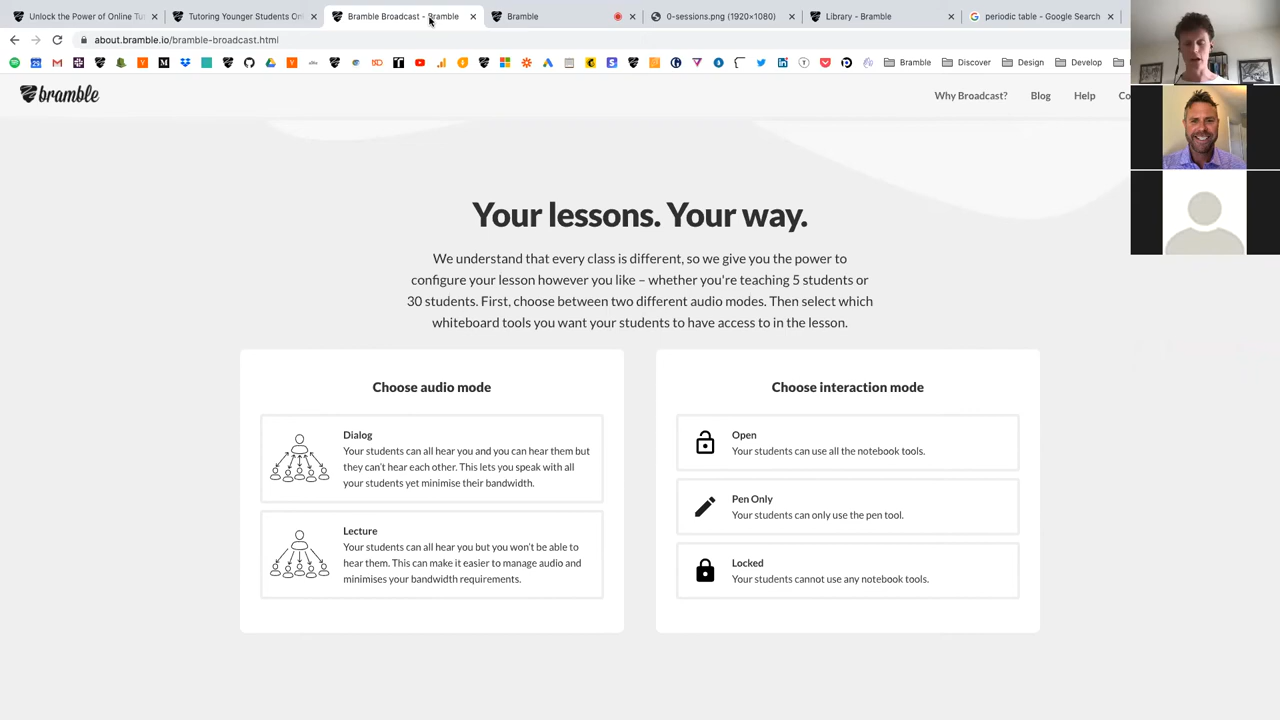 Unlock the Power of Online Tu
Tutoring Younger Students On
Bramble Broadcast - Bramble
Bramble
0-sessions.png (1920×1080)
Library - Bramble
periodic table - Google Search
about.bramble.io/bramble-broadcast.html
Bramble
Discover
Design
Develop
bramble
Why Broadcast?
Blog
Help
Co
Your lessons. Your way.
We understand that every class is different, so we give you the power to
configure your lesson however you like – whether you're teaching 5 students or
30 students. First, choose between two different audio modes. Then select which
whiteboard tools you want your students to have access to in the lesson.
Choose audio mode
Dialog
Your students can all hear you and you can hear them but
they can't hear each other. This lets you speak with all
your students yet minimise their bandwidth.
Lecture
Your students can all hear you but you won't be able to
hear them. This can make it easier to manage audio and
minimises your bandwidth requirements.
Choose interaction mode
Open
Your students can use all the notebook tools.
Pen Only
Your students can only use the pen tool.
Locked
Your students cannot use any notebook tools.